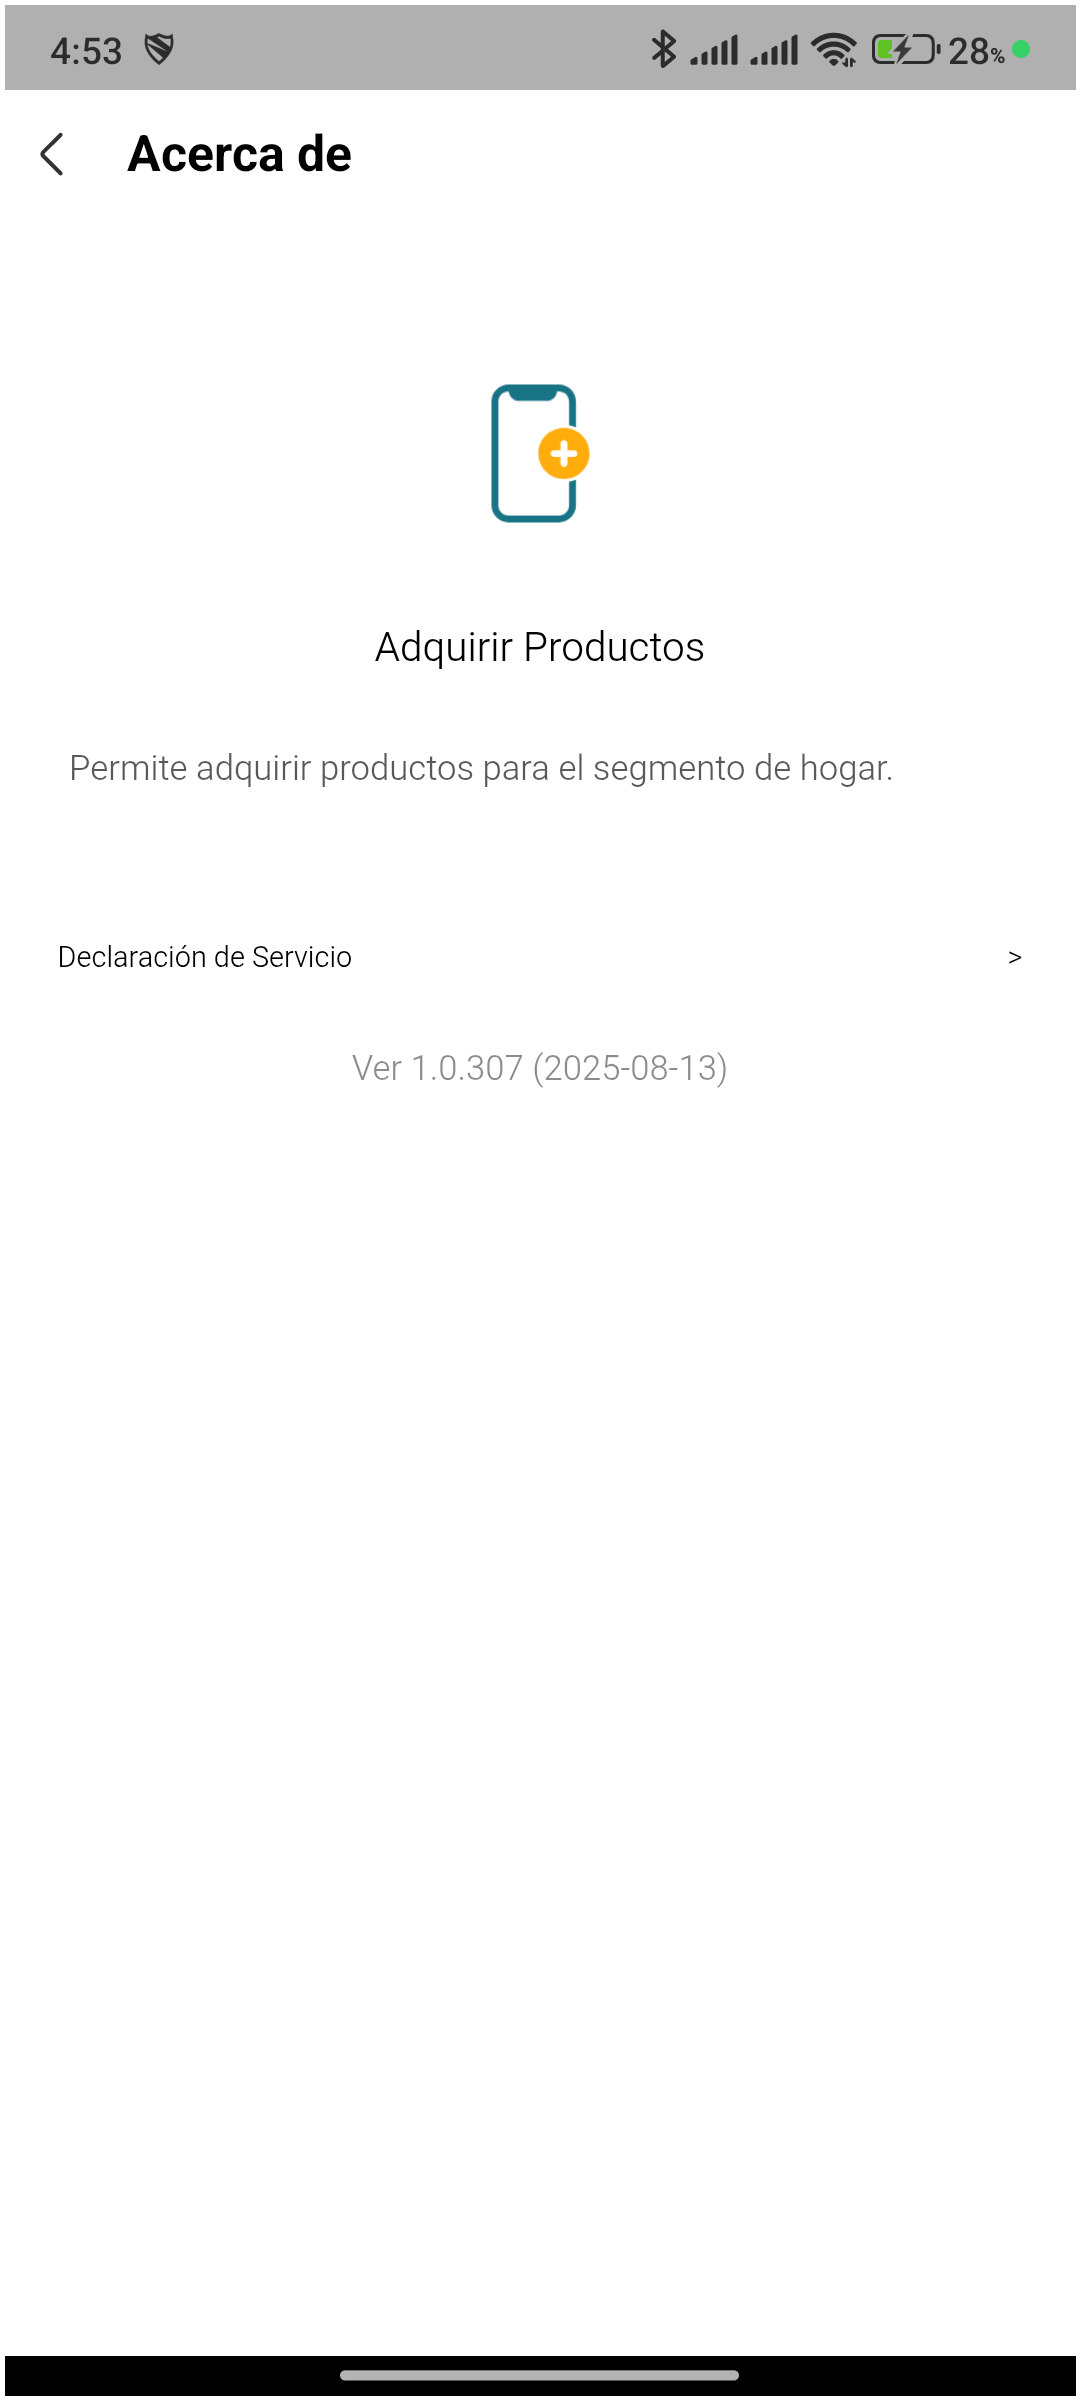 4:53 28%
Acerca de
Adquirir Productos
Permite adquirir productos para el segmento de hogar.
Declaración de Servicio >
Ver 1.0.307 (2025-08-13)